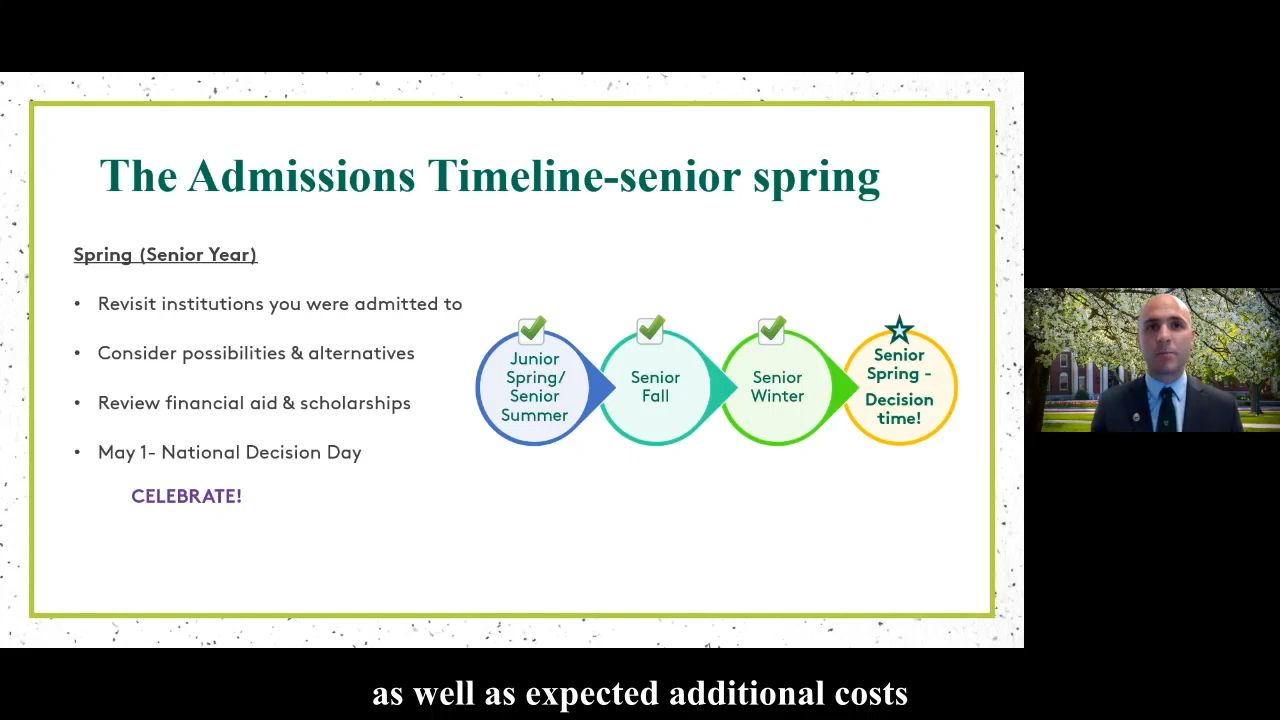 The Admissions Timeline-senior spring
Spring (Senior Year)
• Revisit institutions you were admitted to
• Consider possibilities & alternatives
• Review financial aid & scholarships
• May 1- National Decision Day
CELEBRATE!
Junior
Spring/
Senior
Summer
Senior
Fall
Senior
Winter
Senior
Spring -
Decision
time!
as well as expected additional costs